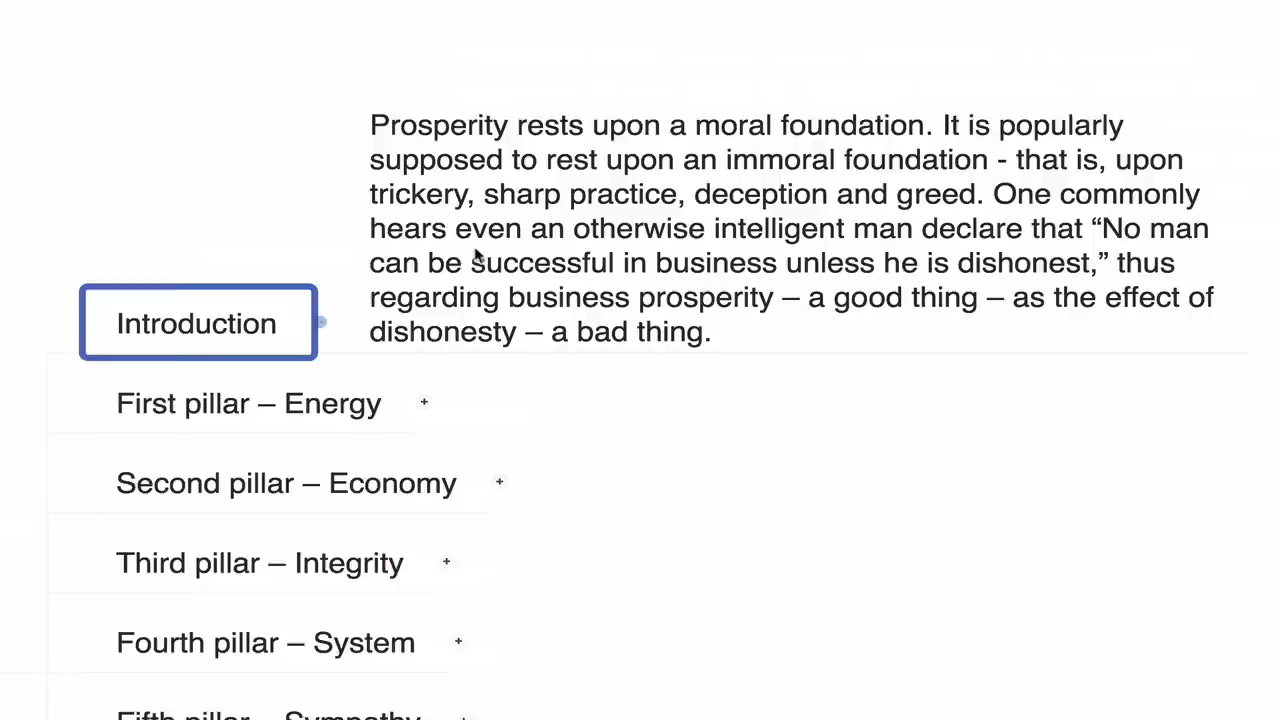 Prosperity rests upon a moral foundation. It is popularly
supposed to rest upon an immoral foundation - that is, upon
trickery, sharp practice, deception and greed. One commonly
hears even an otherwise intelligent man declare that “No man
can be successful in business unless he is dishonest,” thus
regarding business prosperity – a good thing – as the effect of
dishonesty – a bad thing.
Introduction
First pillar – Energy
Second pillar – Economy
Third pillar – Integrity
Fourth pillar – System
Fifth pillar – Sympathy